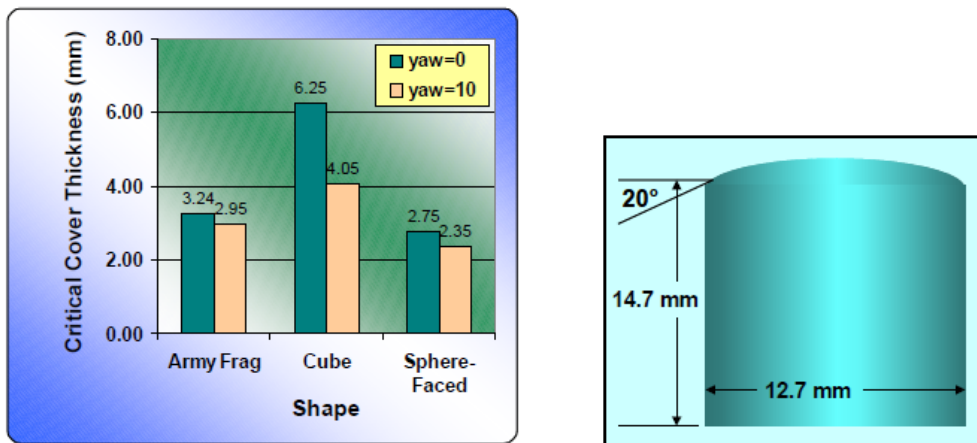 Critical Cover Thickness (mm)
8.00
6.00
4.00
2.00
0.00
yaw=0
yaw=10
3.24
2.95
6.25
4.05
2.75
2.35
Army Frag
Cube
Sphere-
Faced
Shape
20°
14.7 mm
12.7 mm